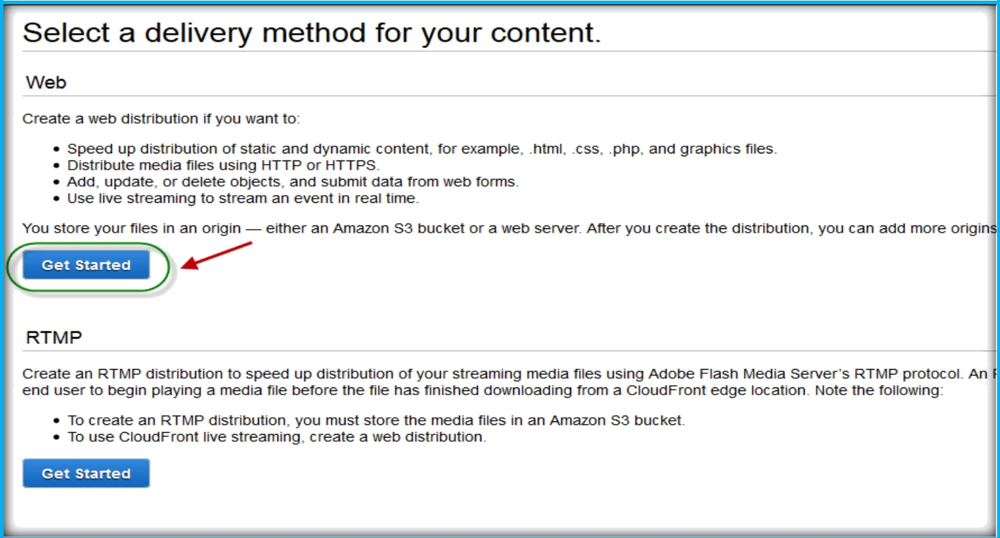 Select a delivery method for your content.
Web
Create a web distribution if you want to:
• Speed up distribution of static and dynamic content, for example, .html, .css, .php, and graphics files.
• Distribute media files using HTTP or HTTPS.
• Add, update, or delete objects, and submit data from web forms.
• Use live streaming to stream an event in real time.
You store your files in an origin — either an Amazon S3 bucket or a web server. After you create the distribution, you can add more origins
Get Started
RTMP
Create an RTMP distribution to speed up distribution of your streaming media files using Adobe Flash Media Server's RTMP protocol. An
end user to begin playing a media file before the file has finished downloading from a CloudFront edge location. Note the following:
• To create an RTMP distribution, you must store the media files in an Amazon S3 bucket.
• To use CloudFront live streaming, create a web distribution.
Get Started